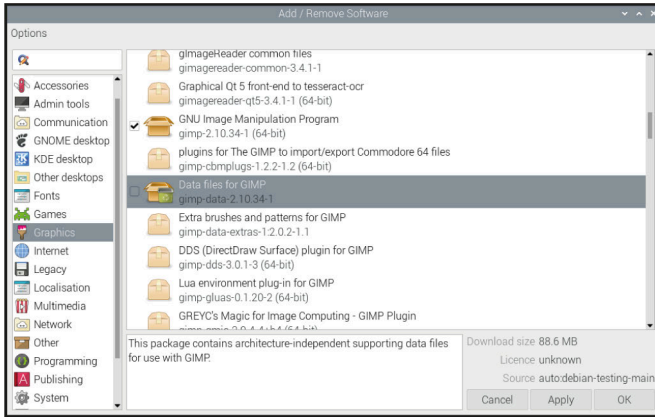 Add / Remove Software
Options
Accessories
Admin tools
Communication
GNOME desktop
KDE desktop
Other desktops
Fonts
Games
Graphics
Internet
Legacy
Localisation
Multimedia
Network
Other
Programming
Publishing
System
gImageReader common files
gimagereader-common-3.4.1-1
Graphical Qt 5 front-end to tesseract-ocr
gimagereader-qt5-3.4.1-1 (64-bit)
GNU Image Manipulation Program
gimp-2.10.34-1 (64-bit)
plugins for The GIMP to import/export Commodore 64 files
gimp-cbmplugs-1.2.2-1.2 (64-bit)
Data files for GIMP
gimp-data-2.10.34-1
Extra brushes and patterns for GIMP
gimp-data-extras-1:2.0.2-1.1
DDS (DirectDraw Surface) plugin for GIMP
gimp-dds-3.0.1-3 (64-bit)
Lua environment plug-in for GIMP
gimp-gluas-0.1.20-2 (64-bit)
GREYC's Magic for Image Computing - GIMP Plugin
This package contains architecture-independent supporting data files
for use with GIMP.
Download size 88.6 MB
Licence unknown
Source auto:debian-testing-main
Cancel Apply OK